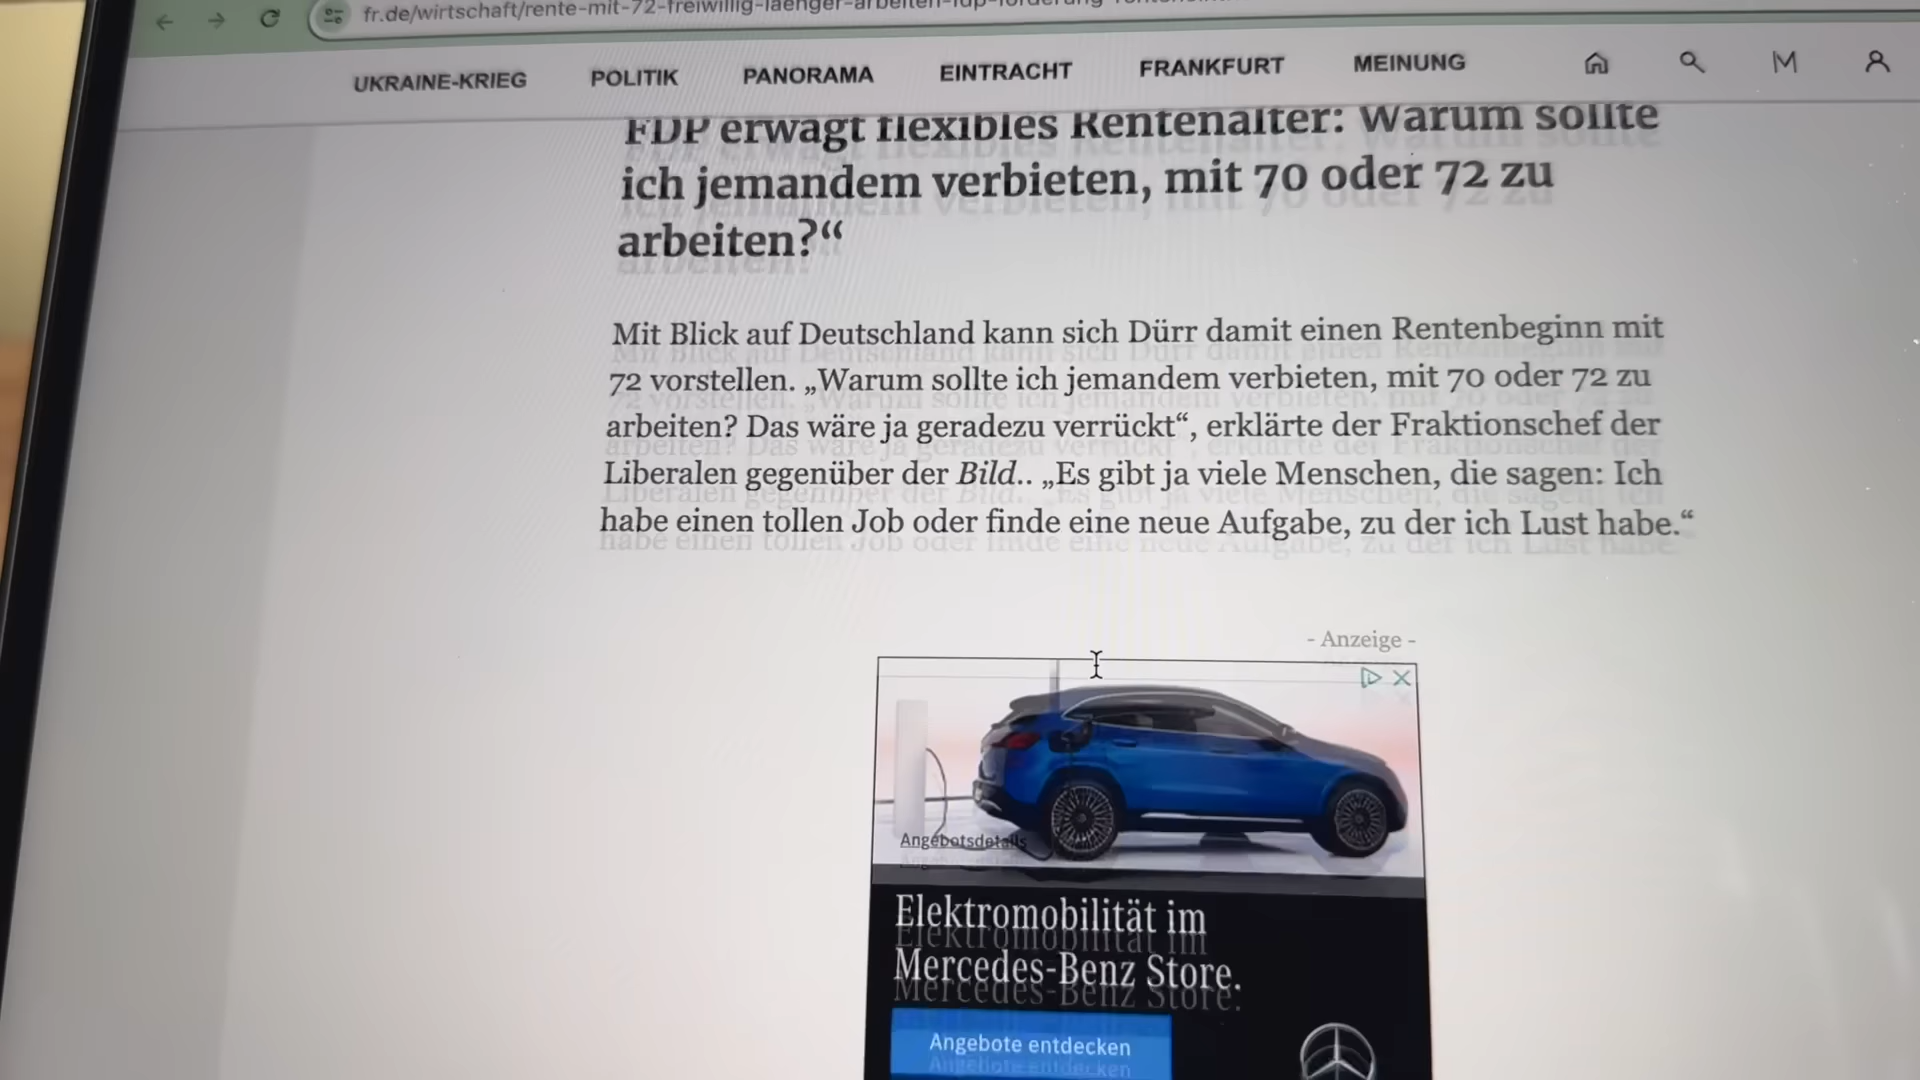 fr.de/wirtschaft/rente-mit-72-freiwillig-laenger-arbeiten-fdp-forderung-
UKRAINE-KRIEG POLITIK PANORAMA EINTRACHT FRANKFURT MEINUNG
FDP erwägt flexibles Rentenalter: Warum sollte
ich jemandem verbieten, mit 70 oder 72 zu
arbeiten?“
Mit Blick auf Deutschland kann sich Dürr damit einen Rentenbeginn mit
72 vorstellen. „Warum sollte ich jemandem verbieten, mit 70 oder 72 zu
arbeiten? Das wäre ja geradezu verrückt“, erklärte der Fraktionschef der
Liberalen gegenüber der Bild.. „Es gibt ja viele Menschen, die sagen: Ich
habe einen tollen Job oder finde eine neue Aufgabe, zu der ich Lust habe.“
- Anzeige -
Angebotsdetails
Elektromobilität im
Mercedes-Benz Store.
Angebote entdecken